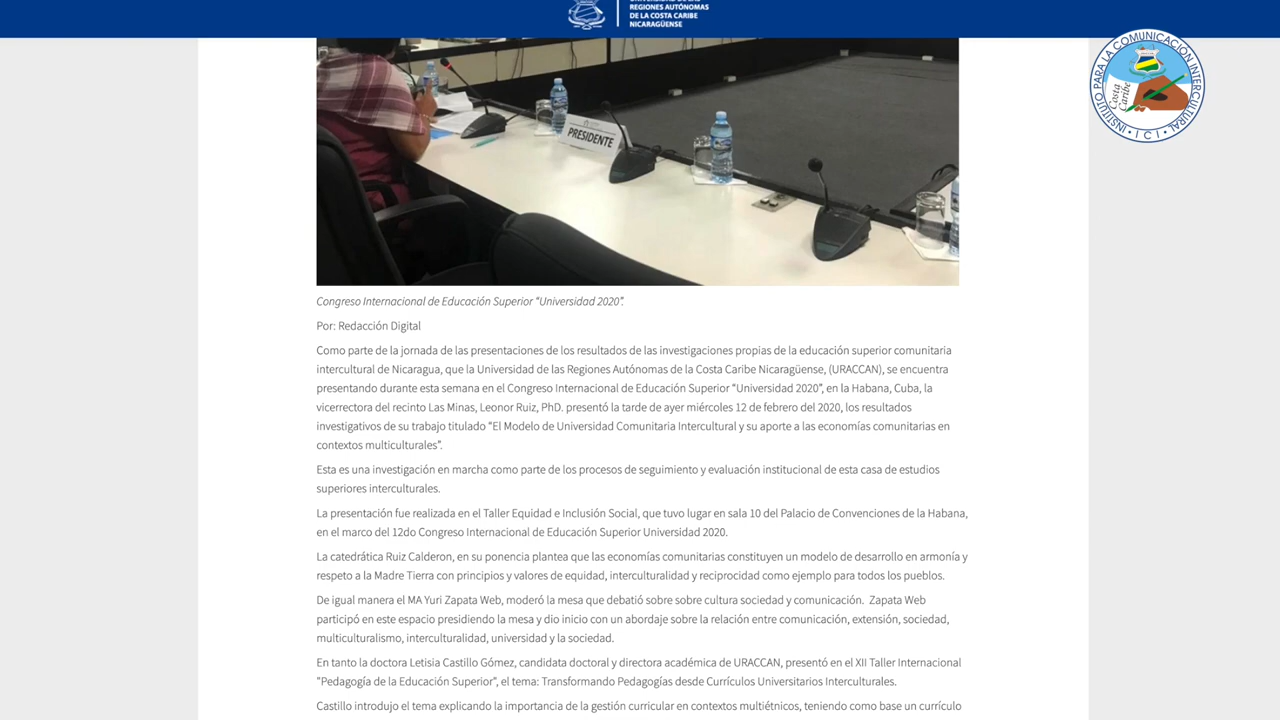 REGIONES AUTÓNOMAS
DE LA COSTA CARIBE
NICARAGÜENSE
INSTITUTO PARA LA COMUNICACIÓN INTERCULTURAL
Costa
Caribe
• I C I •
PRESIDENTE
Congreso Internacional de Educación Superior “Universidad 2020”.
Por: Redacción Digital
Como parte de la jornada de las presentaciones de los resultados de las investigaciones propias de la educación superior comunitaria
intercultural de Nicaragua, que la Universidad de las Regiones Autónomas de la Costa Caribe Nicaragüense, (URACCAN), se encuentra
presentando durante esta semana en el Congreso Internacional de Educación Superior “Universidad 2020”, en la Habana, Cuba, la
vicerrectora del recinto Las Minas, Leonor Ruiz, PhD. presentó la tarde de ayer miércoles 12 de febrero del 2020, los resultados
investigativos de su trabajo titulado “El Modelo de Universidad Comunitaria Intercultural y su aporte a las economías comunitarias en
contextos multiculturales”.
Esta es una investigación en marcha como parte de los procesos de seguimiento y evaluación institucional de esta casa de estudios
superiores interculturales.
La presentación fue realizada en el Taller Equidad e Inclusión Social, que tuvo lugar en sala 10 del Palacio de Convenciones de la Habana,
en el marco del 12do Congreso Internacional de Educación Superior Universidad 2020.
La catedrática Ruiz Calderon, en su ponencia plantea que las economías comunitarias constituyen un modelo de desarrollo en armonía y
respeto a la Madre Tierra con principios y valores de equidad, interculturalidad y reciprocidad como ejemplo para todos los pueblos.
De igual manera el MA Yuri Zapata Web, moderó la mesa que debatió sobre sobre cultura sociedad y comunicación.  Zapata Web
participó en este espacio presidiendo la mesa y dio inicio con un abordaje sobre la relación entre comunicación, extensión, sociedad,
multiculturalismo, interculturalidad, universidad y la sociedad.
En tanto la doctora Letisia Castillo Gómez, candidata doctoral y directora académica de URACCAN, presentó en el XII Taller Internacional
"Pedagogía de la Educación Superior”, el tema: Transformando Pedagogías desde Currículos Universitarios Interculturales.
Castillo introdujo el tema explicando la importancia de la gestión curricular en contextos multiétnicos, teniendo como base un currículo